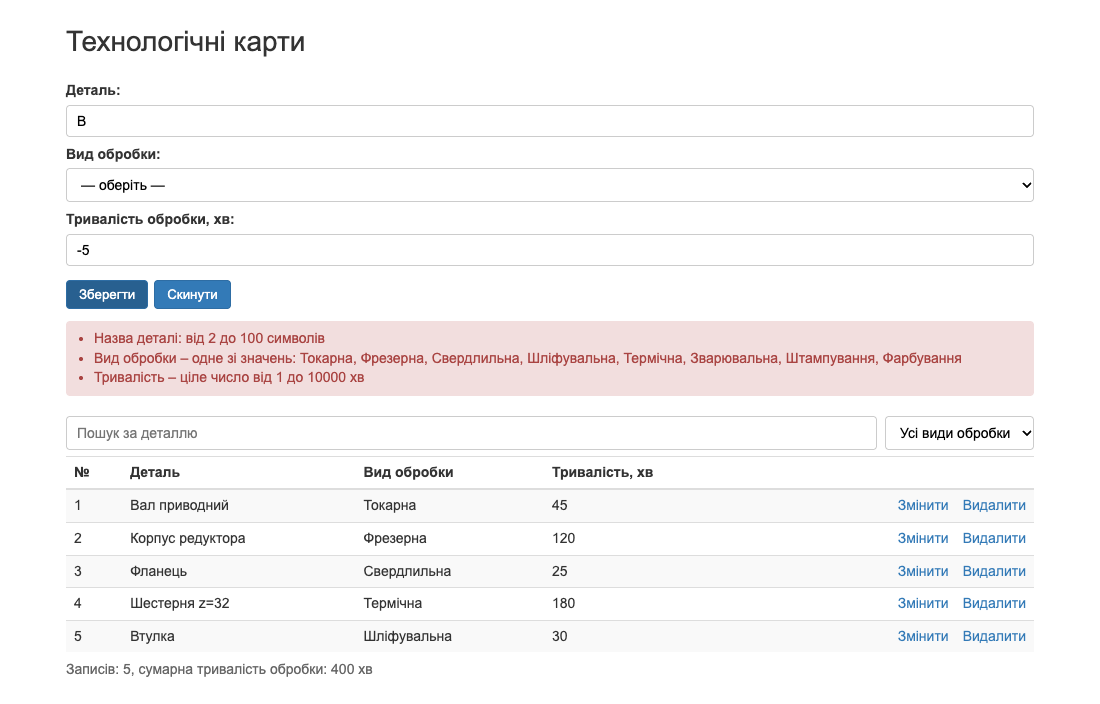 Технологічні карти
Деталь:
В
Вид обробки:
— оберіть —
Тривалість обробки, хв:
-5
Зберегти Скинути
Назва деталі: від 2 до 100 символів
Вид обробки – одне зі значень: Токарна, Фрезерна, Свердлильна, Шліфувальна, Термічна, Зварювальна, Штампування, Фарбування
Тривалість – ціле число від 1 до 10000 хв
Пошук за деталлю Усі види обробки
№ Деталь Вид обробки Тривалість, хв
1 Вал приводний Токарна 45 Змінити Видалити
2 Корпус редуктора Фрезерна 120 Змінити Видалити
3 Фланець Свердлильна 25 Змінити Видалити
4 Шестерня z=32 Термічна 180 Змінити Видалити
5 Втулка Шліфувальна 30 Змінити Видалити
Записів: 5, сумарна тривалість обробки: 400 хв